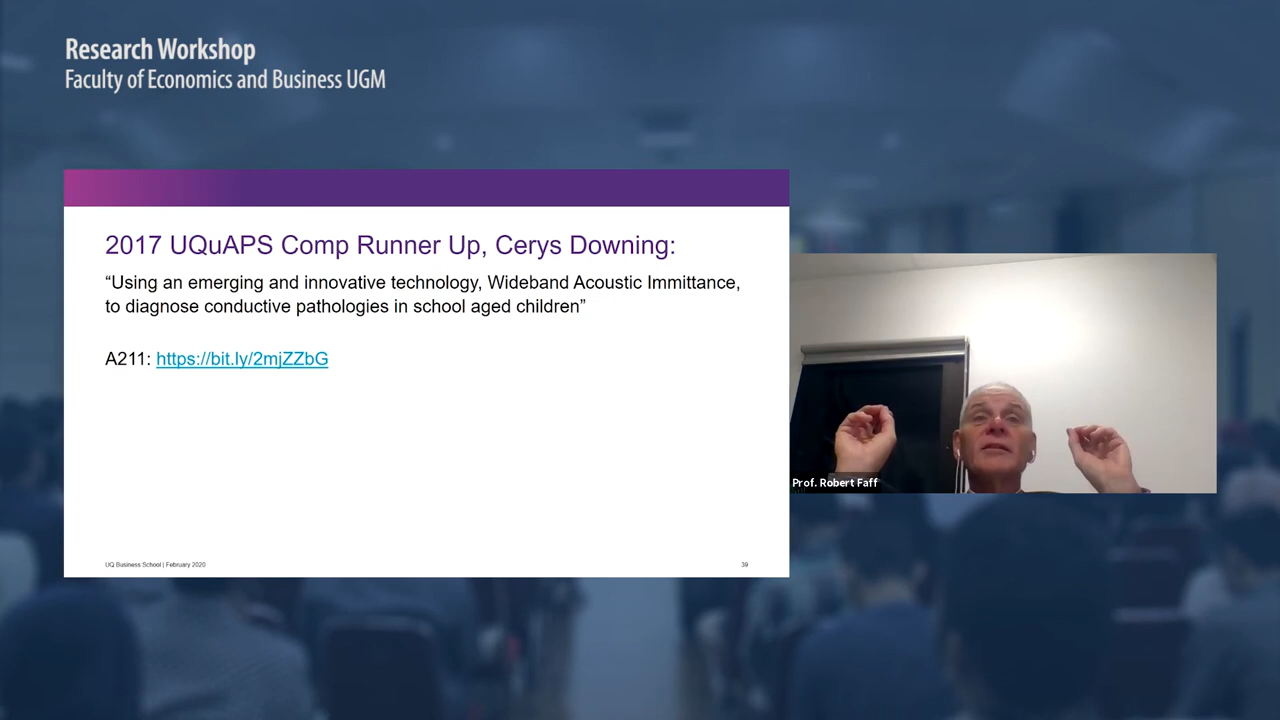 Research Workshop
Faculty of Economics and Business UGM
2017 UQuAPS Comp Runner Up, Cerys Downing:
“Using an emerging and innovative technology, Wideband Acoustic Immittance,
to diagnose conductive pathologies in school aged children”
A211: https://bit.ly/2mjZZbG
UQ Business School | February 2020
39
Prof. Robert Faff